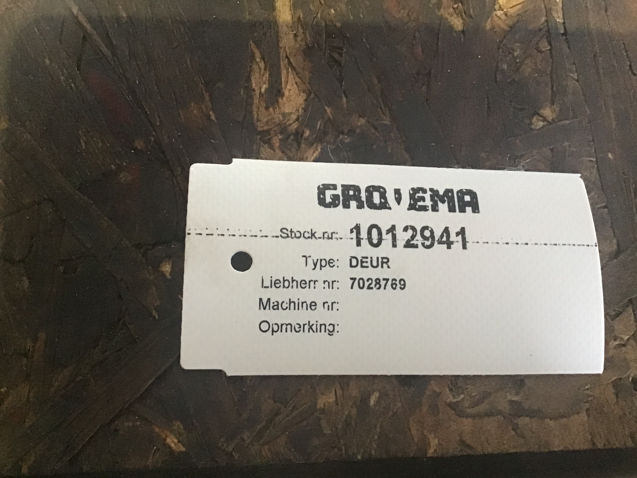 GROVEMA
Stock nr: 1012941
Type: DEUR
Liebherr nr: 7028769
Machine nr:
Opmerking: